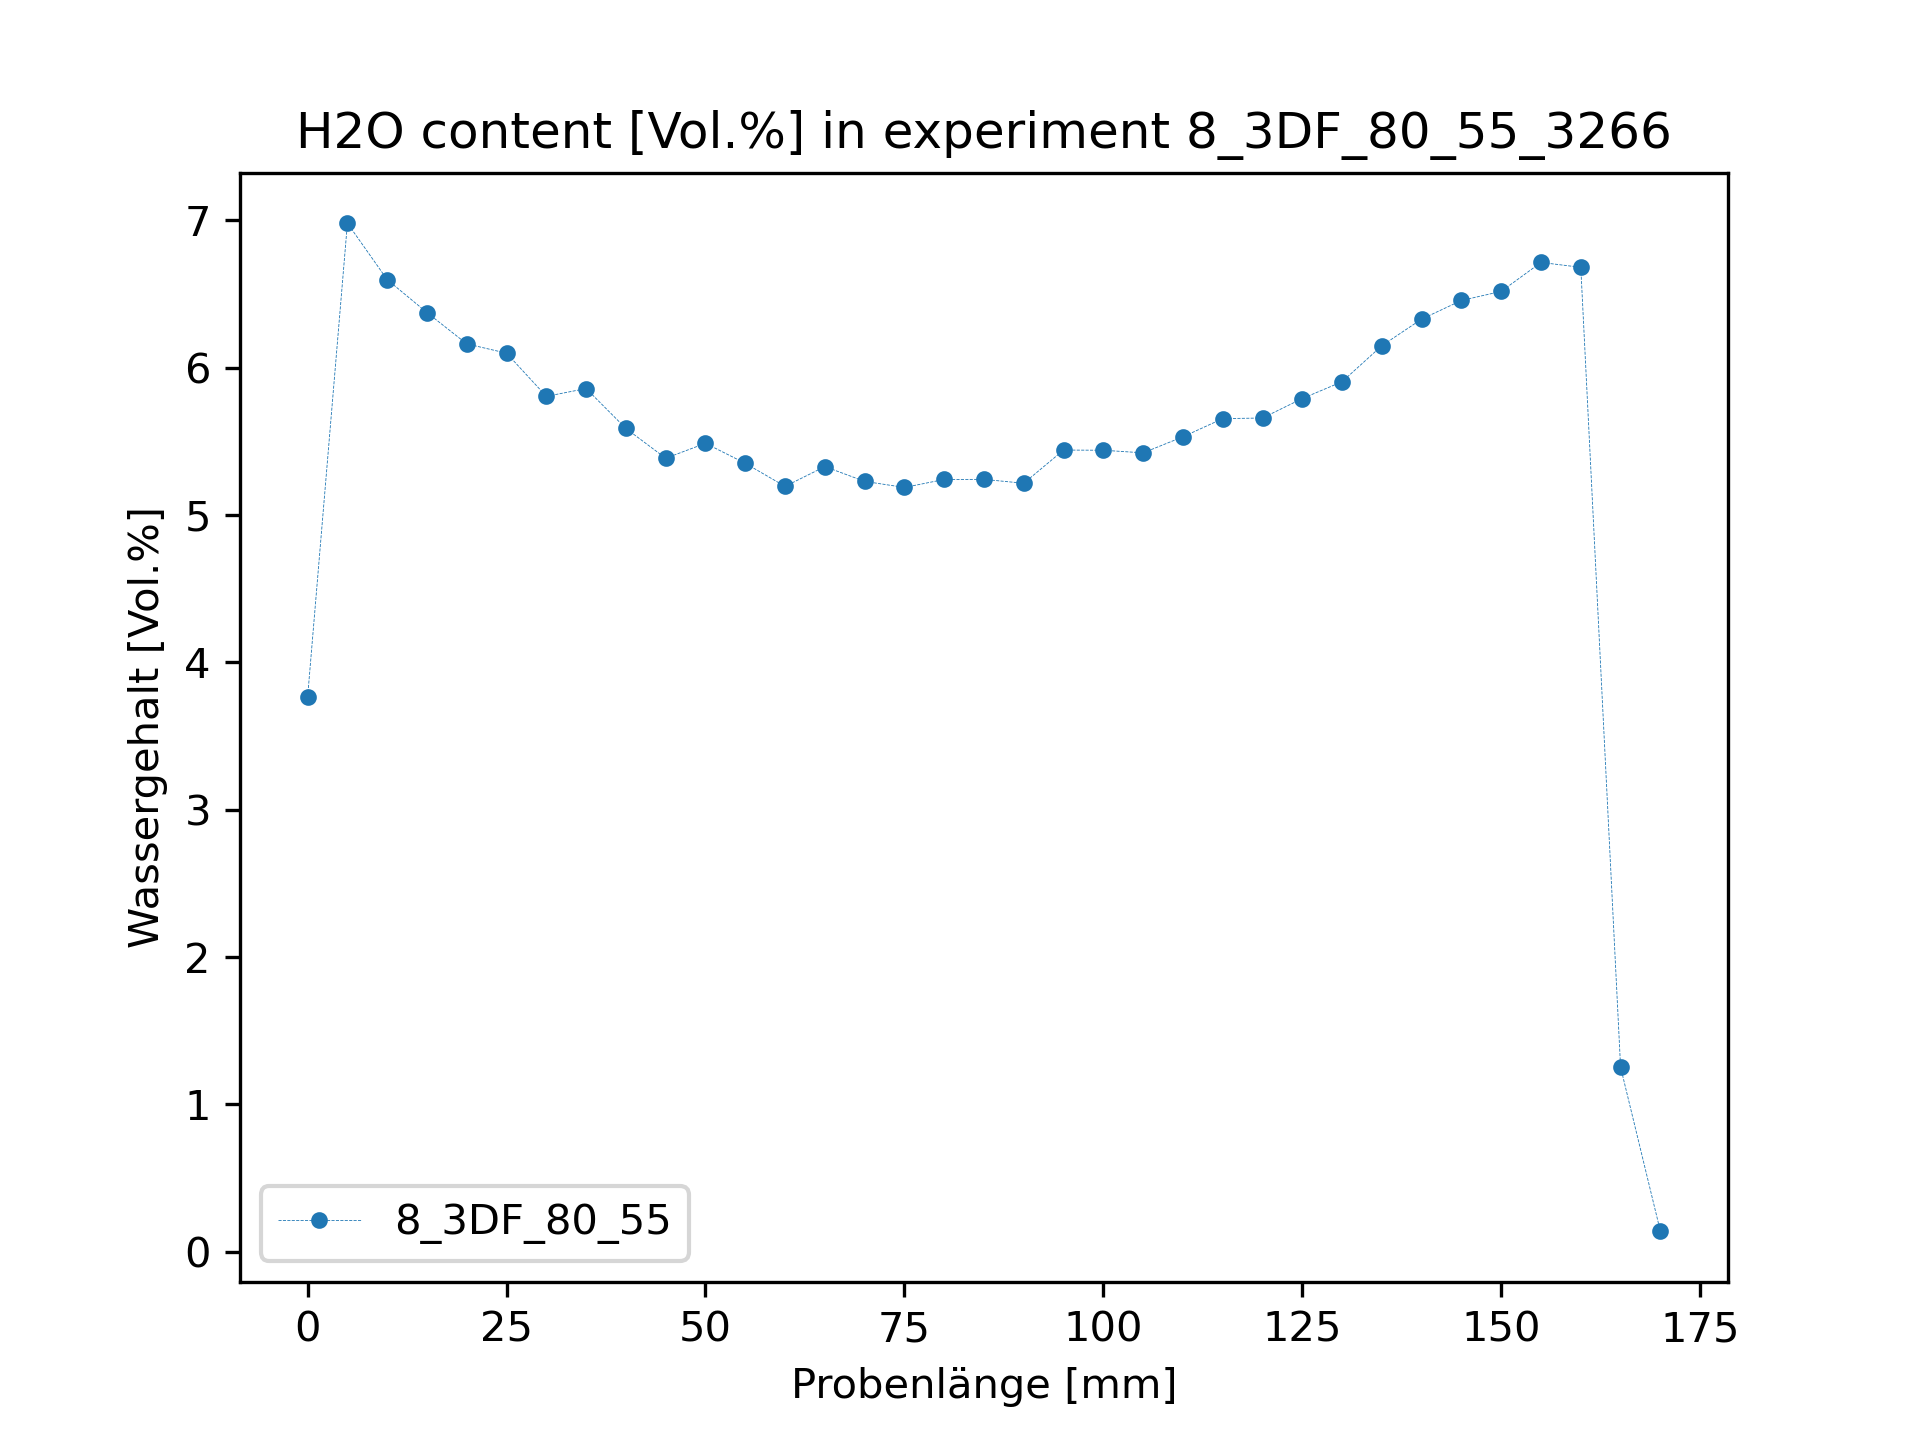 H2O content [Vol.%] in experiment 8_3DF_80_55_3266
Wassergehalt [Vol.%]
7
6
5
4
3
2
1
0
8_3DF_80_55
0 25 50 75 100 125 150 175
Probenlänge [mm]